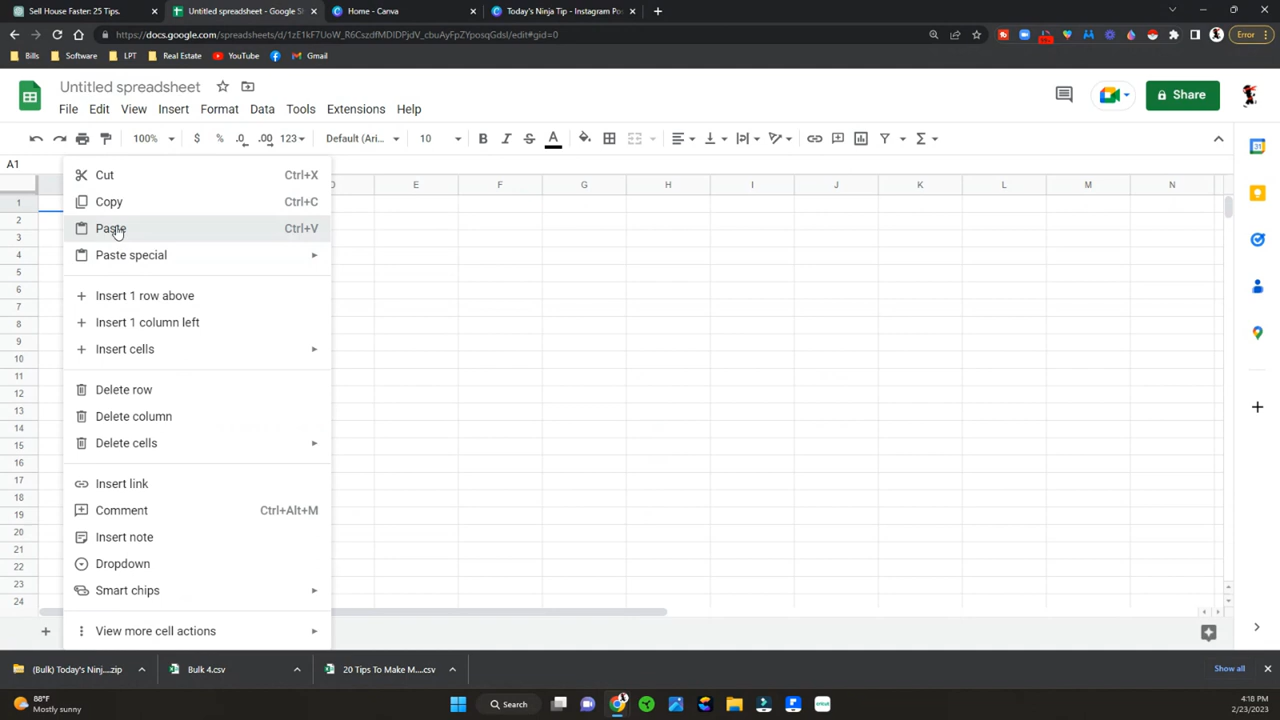 Sell House Faster: 25 Tips.
Untitled spreadsheet - Google Sh
Home - Canva
Today's Ninja Tip - Instagram Pos
https://docs.google.com/spreadsheets/d/1zE1kF7UoW_R6CszdfMDIDPjdV_cbuAyFpyposqGdsI/edit#gid=0
Error
Bills
Software
LPT
Real Estate
YouTube
Gmail
Untitled spreadsheet
File Edit View Insert Format Data Tools Extensions Help
Share
100% $ % .0 .00 123 Default (Ari... 10 B I S A
A1
D E F G H I J K L M N
1
2
3
4
5
6
7
8
9
10
11
12
13
14
15
16
17
18
19
20
21
22
23
24
Cut Ctrl+X
Copy Ctrl+C
Paste Ctrl+V
Paste special
Insert 1 row above
Insert 1 column left
Insert cells
Delete row
Delete column
Delete cells
Insert link
Comment Ctrl+Alt+M
Insert note
Dropdown
Smart chips
View more cell actions
(Bulk) Today's Ninj....zip
Bulk 4.csv
20 Tips To Make M....csv
Show all
88°F
Mostly sunny
Search
4:18 PM
2/23/2023